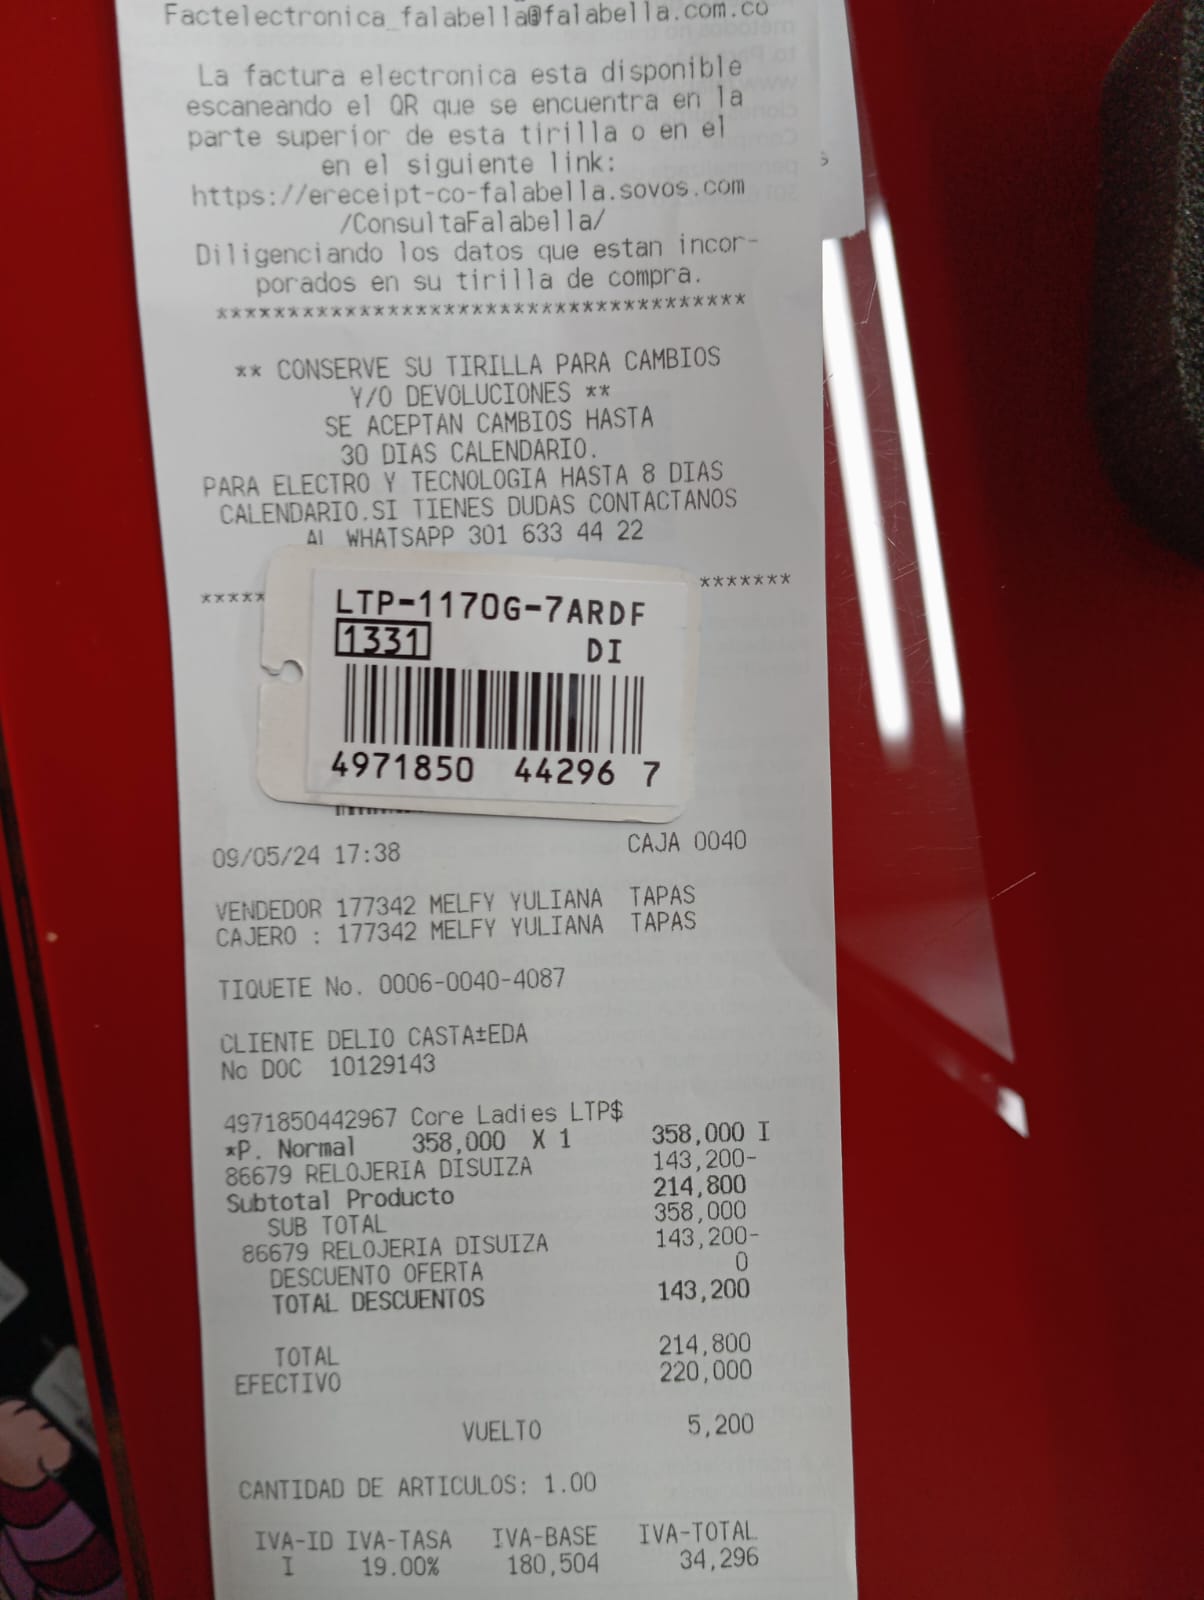 Factelectronica_falabella@falabella.com.co
La factura electronica esta disponible
escaneando el QR que se encuentra en la
parte superior de esta tirilla o en el
en el siguiente link:
https://ereceipt-co-falabella.sovos.com
/ConsultaFalabella/
Diligenciando los datos que estan incor-
porados en su tirilla de compra.
*************************************
** CONSERVE SU TIRILLA PARA CAMBIOS
Y/O DEVOLUCIONES **
SE ACEPTAN CAMBIOS HASTA
30 DIAS CALENDARIO.
PARA ELECTRO Y TECNOLOGIA HASTA 8 DIAS
CALENDARIO.SI TIENES DUDAS CONTACTANOS
AL WHATSAPP 301 633 44 22
***** *******
LTP-1170G-7ARDF
1331 DI
4971850 44296 7
09/05/24 17:38 CAJA 0040
VENDEDOR 177342 MELFY YULIANA TAPAS
CAJERO : 177342 MELFY YULIANA TAPAS
TIQUETE No. 0006-0040-4087
CLIENTE DELIO CASTA±EDA
No DOC 10129143
4971850442967 Core Ladies LTP$
*P. Normal 358,000 X 1 358,000 I
86679 RELOJERIA DISUIZA 143,200-
Subtotal Producto 214,800
SUB TOTAL 358,000
86679 RELOJERIA DISUIZA 143,200-
DESCUENTO OFERTA 0
TOTAL DESCUENTOS 143,200
TOTAL 214,800
EFECTIVO 220,000
VUELTO 5,200
CANTIDAD DE ARTICULOS: 1.00
IVA-ID IVA-TASA IVA-BASE IVA-TOTAL
I 19.00% 180,504 34,296